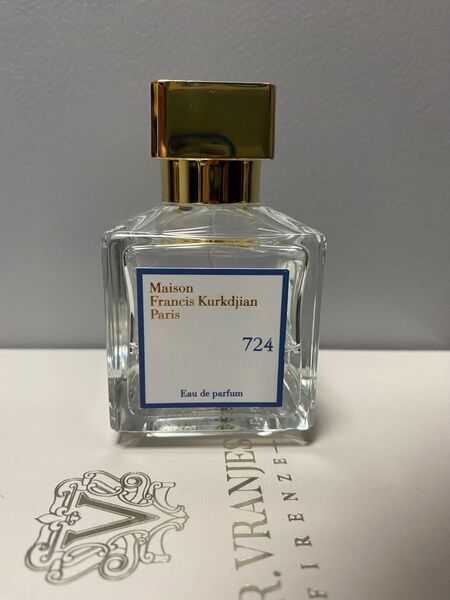 Maison
Francis Kurkdjian
Paris
724
Eau de parfum
V
R. VRANJES
FIRENZE